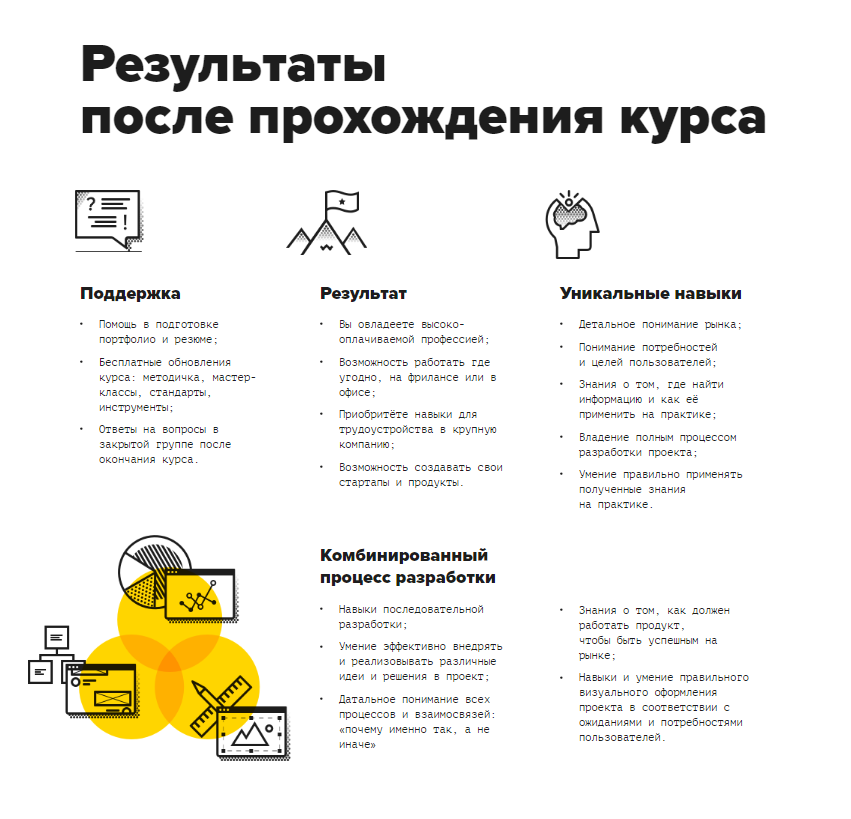 Результаты
после прохождения курса
? !
Поддержка
• Помощь в подготовке
портфолио и резюме;
• Бесплатные обновления
курса: методичка, мастер-
классы, стандарты,
инструменты;
• Ответы на вопросы в
закрытой группе после
окончания курса.
Результат
• Вы овладеете высоко-
оплачиваемой профессией;
• Возможность работать где
угодно, на фрилансе или в
офисе;
• Приобритёте навыки для
трудоустройства в крупную
компанию;
• Возможность создавать свои
стартапы и продукты.
Уникальные навыки
• Детальное понимание рынка;
• Понимание потребностей
и целей пользователей;
• Знания о том, где найти
информацию и как её
применить на практике;
• Владение полным процессом
разработки проекта;
• Умение правильно применять
полученные знания
на практике.
Комбинированный
процесс разработки
• Навыки последовательной
разработки;
• Умение эффективно внедрять
и реализовывать различные
идеи и решения в проект;
• Датальное понимание всех
процессов и взаимосвязей:
«почему именно так, а не
иначе»
• Знания о том, как должен
работать продукт,
чтобы быть успешным на
рынке;
• Навыки и умение правильного
визуального оформления
проекта в соответствии с
ожиданиями и потребностями
пользователей.